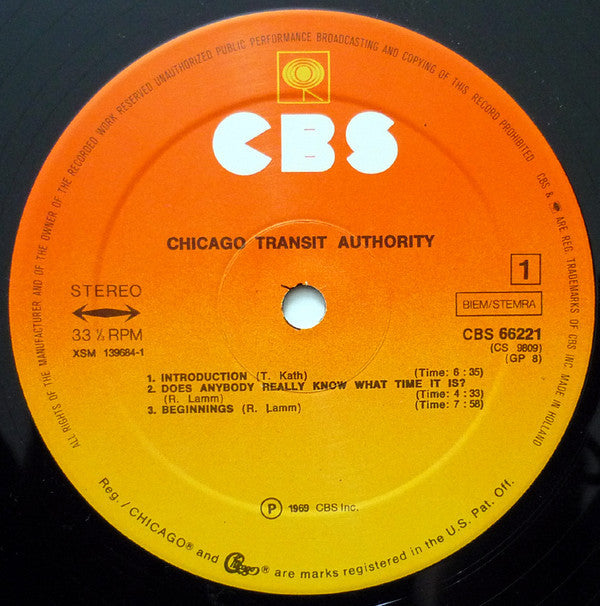 ALL RIGHTS OF THE MANUFACTURER AND OF THE OWNER OF THE RECORDED WORK RESERVED UNAUTHORIZED PUBLIC PERFORMANCE BROADCASTING AND COPYING OF THIS RECORD PROHIBITED
CBS & ARE REG. TRADEMARKS OF CBS INC. MADE IN HOLLAND
CBS
CHICAGO TRANSIT AUTHORITY
STEREO
33 ⅓ RPM
XSM 139684-1
1
BIEM/STEMRA
CBS 66221
(CS 9809)
(GP 8)
1. INTRODUCTION (T. Kath) (Time: 6 : 35)
2. DOES ANYBODY REALLY KNOW WHAT TIME IT IS?
(R. Lamm) (Time: 4 : 33)
3. BEGINNINGS (R. Lamm) (Time: 7 : 58)
Ⓟ 1969 CBS Inc.
Reg. / CHICAGO® and Chicago® are marks registered in the U.S. Pat. Off.